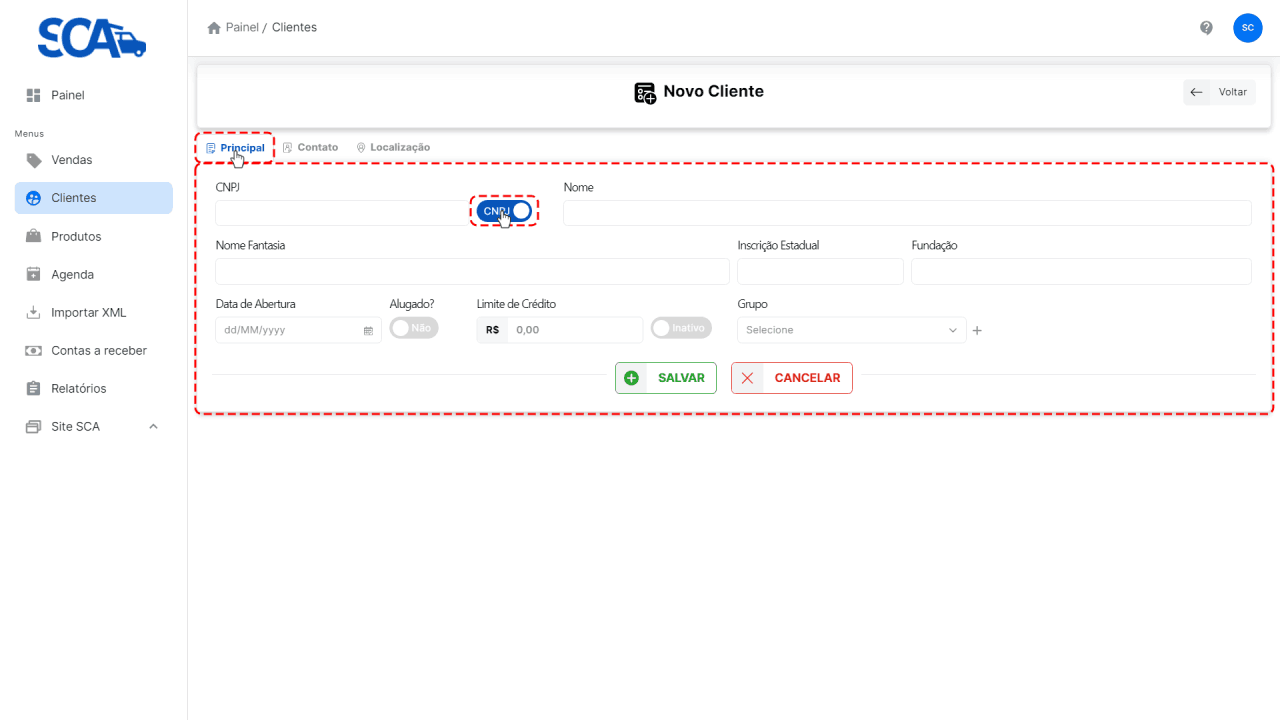 SCA
Painel / Clientes
SC
Painel
Menus
Vendas
Clientes
Produtos
Agenda
Importar XML
Contas a receber
Relatórios
Site SCA
Novo Cliente
Voltar
Principal
Contato
Localização
CNPJ
Nome
CNPJ
Nome Fantasia
Inscrição Estadual
Fundação
Data de Abertura
Alugado?
Limite de Crédito
Grupo
dd/MM/yyyy
Não
R$ 0,00
Inativo
Selecione
SALVAR
CANCELAR